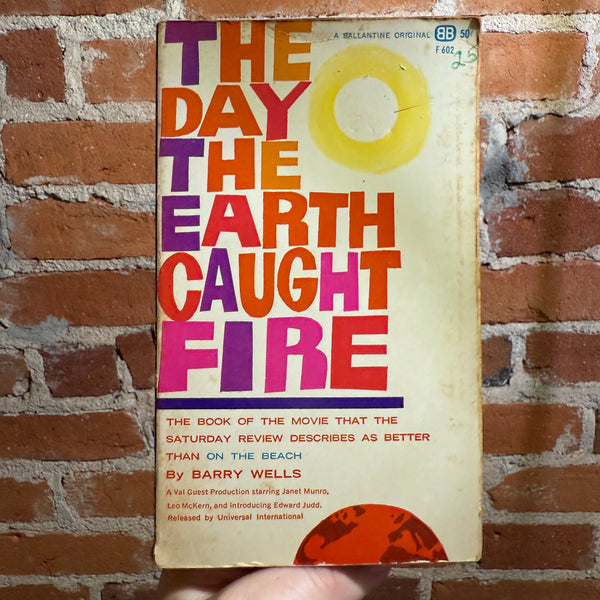 A BALLANTINE ORIGINAL BB 50¢
F 602
25
THE
DAY
THE
EARTH
CAUGHT
FIRE
THE BOOK OF THE MOVIE THAT THE
SATURDAY REVIEW DESCRIBES AS BETTER
THAN ON THE BEACH
By BARRY WELLS
A Val Guest Production starring Janet Munro,
Leo McKern, and introducing Edward Judd.
Released by Universal International